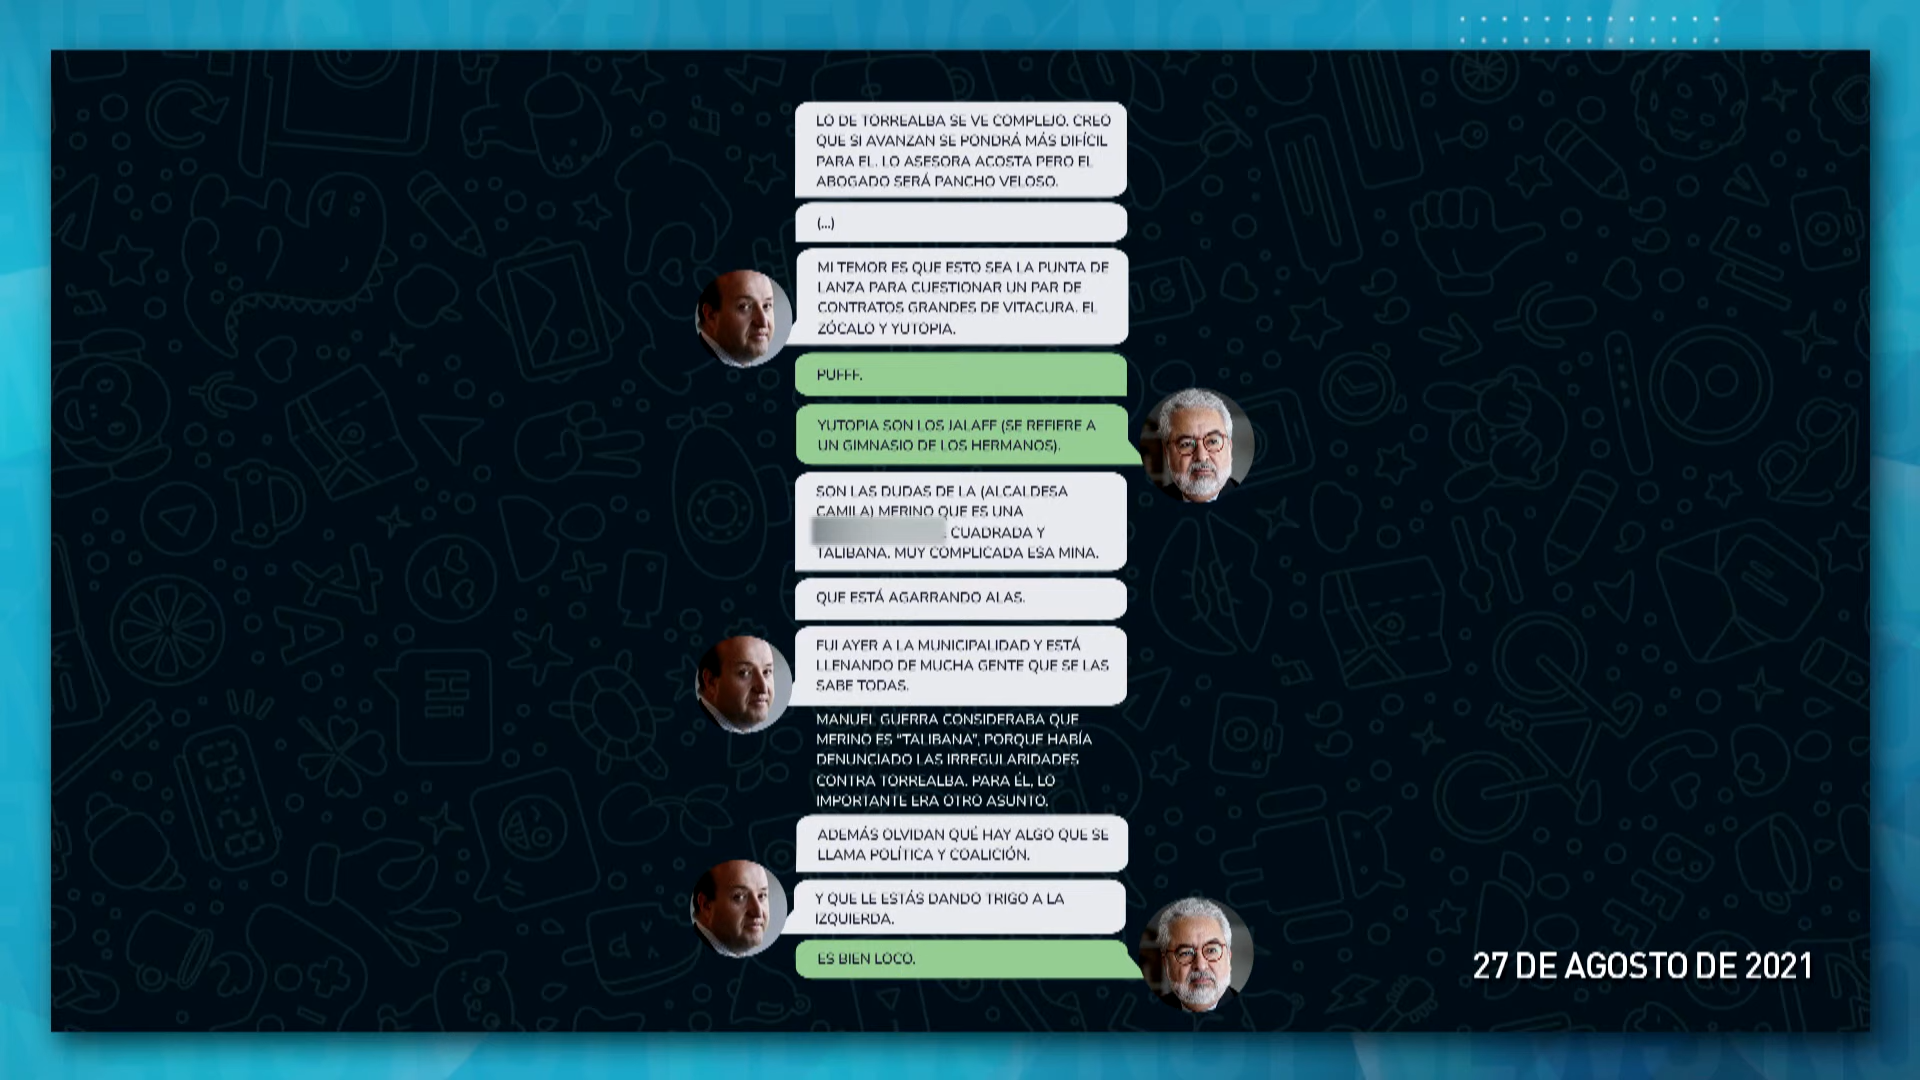 LO DE TORREALBA SE VE COMPLEJO. CREO
QUE SI AVANZAN SE PONDRÁ MÁS DIFÍCIL
PARA EL. LO ASESORA ACOSTA PERO EL
ABOGADO SERÁ PANCHO VELOSO.
(...)
MI TEMOR ES QUE ESTO SEA LA PUNTA DE
LANZA PARA CUESTIONAR UN PAR DE
CONTRATOS GRANDES DE VITACURA. EL
ZÓCALO Y YUTOPIA.
PUFFF.
YUTOPIA SON LOS JALAFF (SE REFIERE A
UN GIMNASIO DE LOS HERMANOS).
SON LAS DUDAS DE LA (ALCALDESA
CAMILA) MERINO QUE ES UNA
CUADRADA Y
TALIBANA. MUY COMPLICADA ESA MINA.
QUE ESTÁ AGARRANDO ALAS.
FUI AYER A LA MUNICIPALIDAD Y ESTÁ
LLENANDO DE MUCHA GENTE QUE SE LAS
SABE TODAS.
MANUEL GUERRA CONSIDERABA QUE
MERINO ES “TALIBANA”, PORQUE HABÍA
DENUNCIADO LAS IRREGULARIDADES
CONTRA TORREALBA. PARA ÉL, LO
IMPORTANTE ERA OTRO ASUNTO.
ADEMÁS OLVIDAN QUÉ HAY ALGO QUE SE
LLAMA POLÍTICA Y COALICIÓN.
Y QUE LE ESTÁS DANDO TRIGO A LA
IZQUIERDA.
ES BIEN LOCO.
27 DE AGOSTO DE 2021